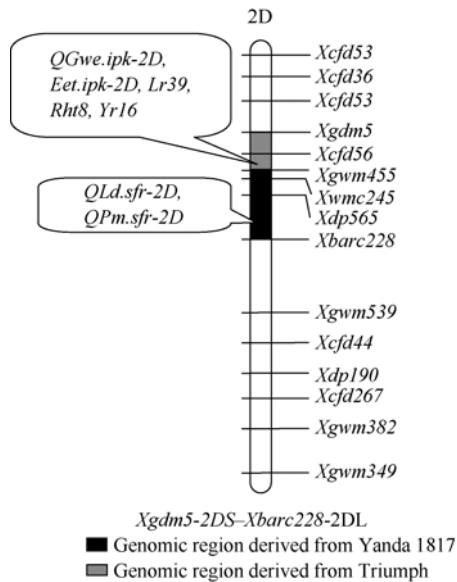 2D
QGwe.ipk-2D,
Eet.ipk-2D, Lr39,
Rht8, Yr16
QLd.sfr-2D,
QPm.sfr-2D
Xcfd53
Xcfd36
Xcfd53
Xgdm5
Xcfd56
Xgwm455
Xwmc245
Xdp565
Xbarc228
Xgwm539
Xcfd44
Xdp190
Xcfd267
Xgwm382
Xgwm349
Xgdm5-2DS–Xbarc228-2DL
Genomic region derived from Yanda 1817
Genomic region derived from Triumph